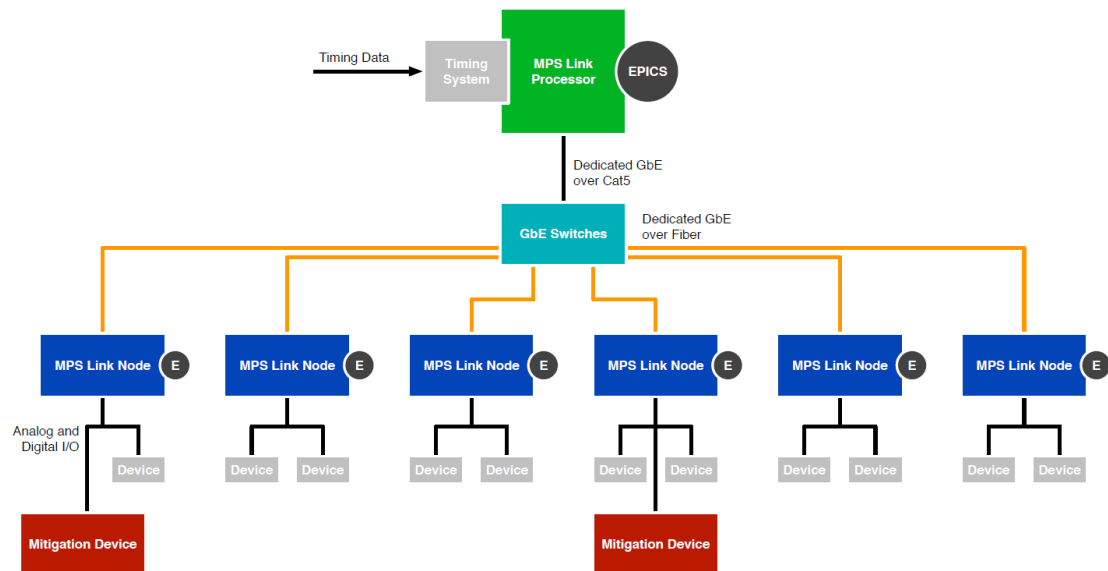 Timing Data
Timing
System
MPS Link
Processor
EPICS
Dedicated GbE
over Cat5
GbE Switches
Dedicated GbE
over Fiber
MPS Link Node
E
MPS Link Node
E
MPS Link Node
E
MPS Link Node
E
MPS Link Node
E
MPS Link Node
E
Analog and
Digital I/O
Device
Device
Device
Device
Device
Device
Device
Device
Device
Device
Device
Mitigation Device
Mitigation Device